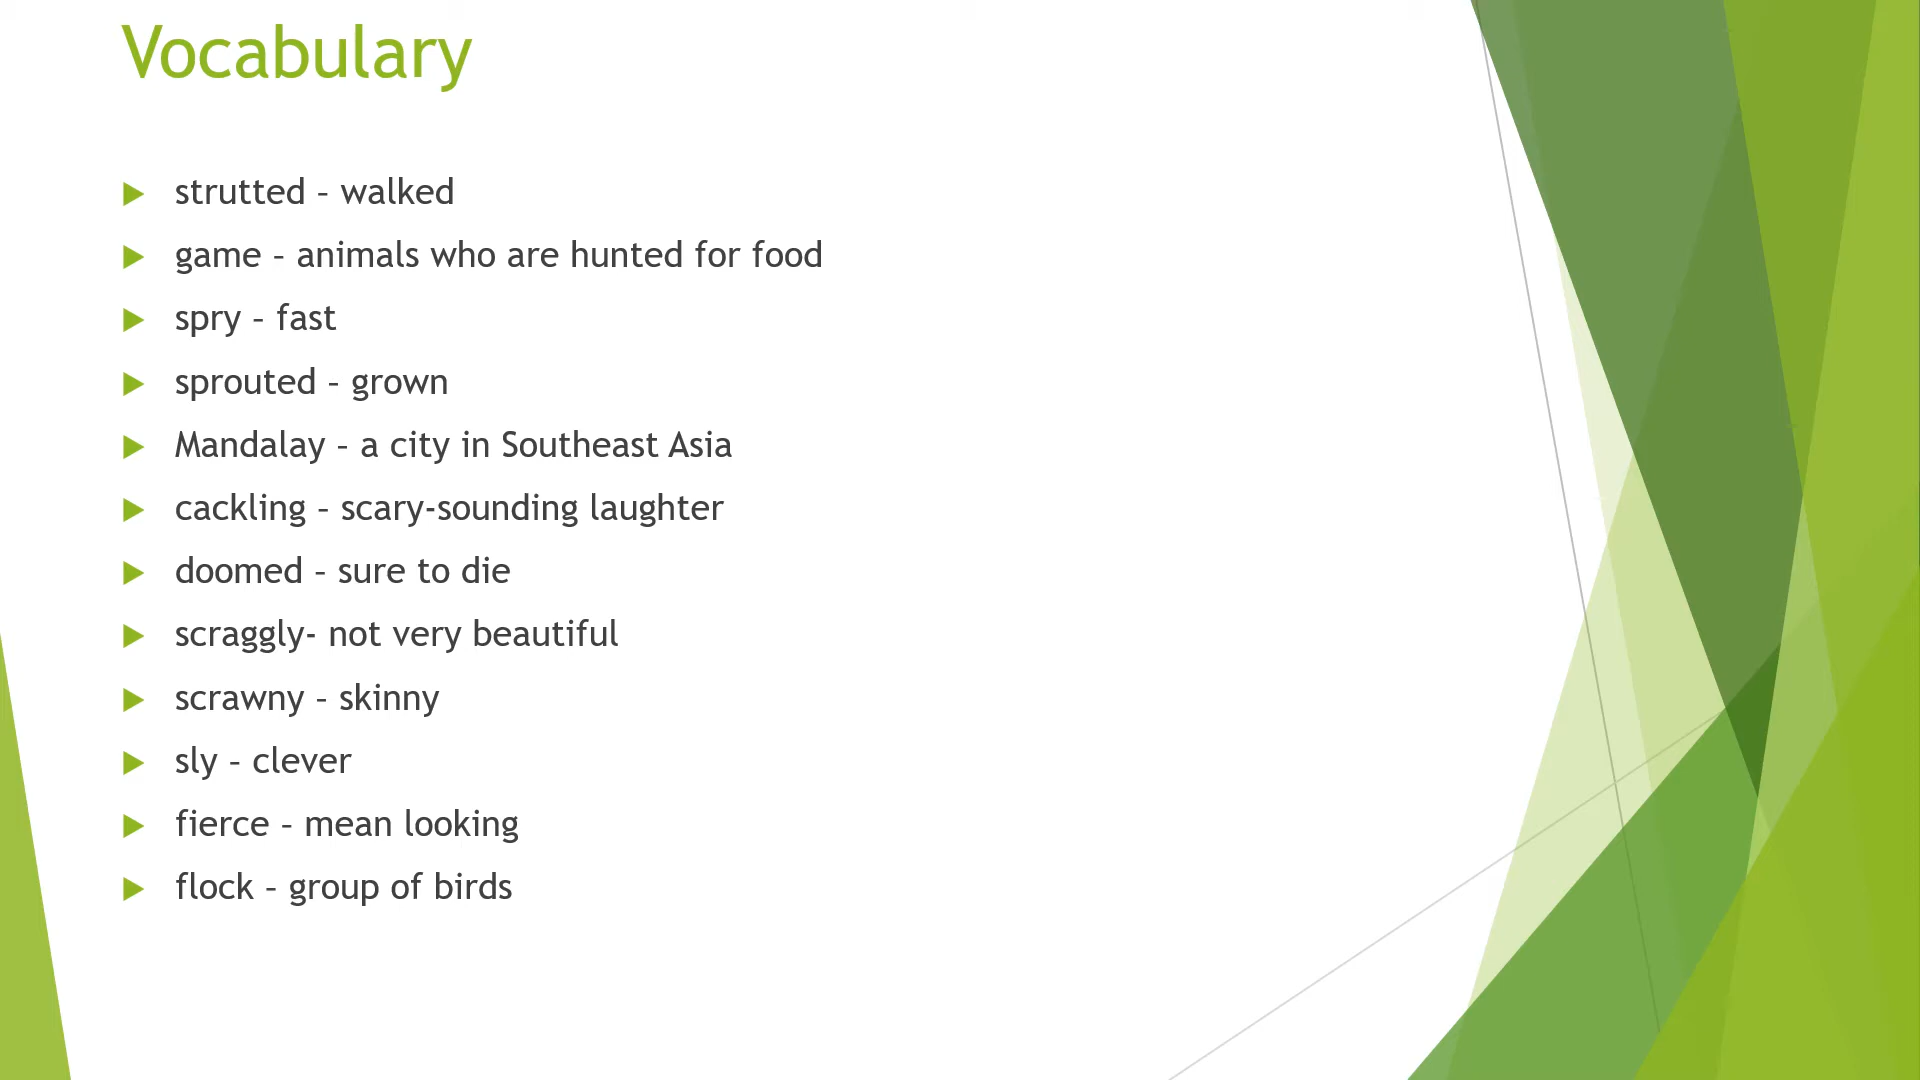 Vocabulary
strutted – walked
game – animals who are hunted for food
spry – fast
sprouted – grown
Mandalay – a city in Southeast Asia
cackling – scary-sounding laughter
doomed – sure to die
scraggly- not very beautiful
scrawny – skinny
sly – clever
fierce – mean looking
flock – group of birds